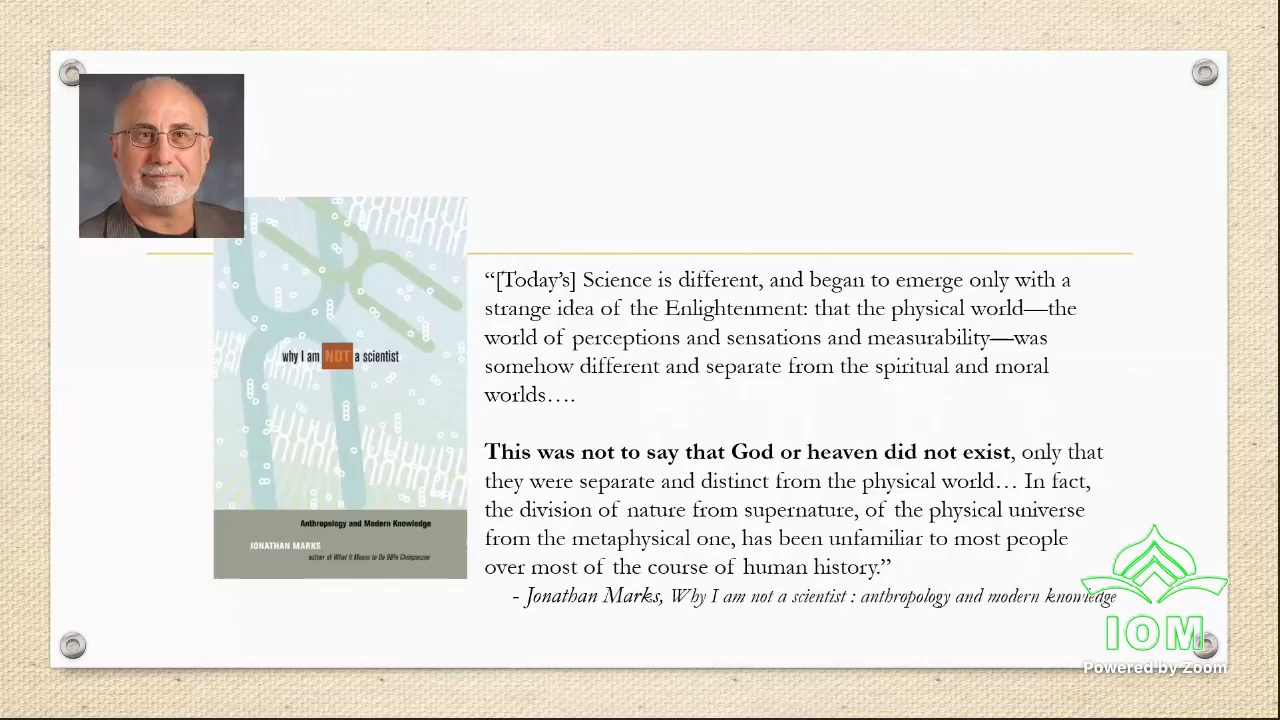 why I am NOT a scientist
Anthropology and Modern Knowledge
JONATHAN MARKS
author of What It Means to Be 98% Chimpanzee
“[Today’s] Science is different, and began to emerge only with a
strange idea of the Enlightenment: that the physical world—the
world of perceptions and sensations and measurability—was
somehow different and separate from the spiritual and moral
worlds….
This was not to say that God or heaven did not exist, only that
they were separate and distinct from the physical world… In fact,
the division of nature from supernature, of the physical universe
from the metaphysical one, has been unfamiliar to most people
over most of the course of human history.”
- Jonathan Marks, Why I am not a scientist : anthropology and modern knowledge
IOM
Powered by Zoom